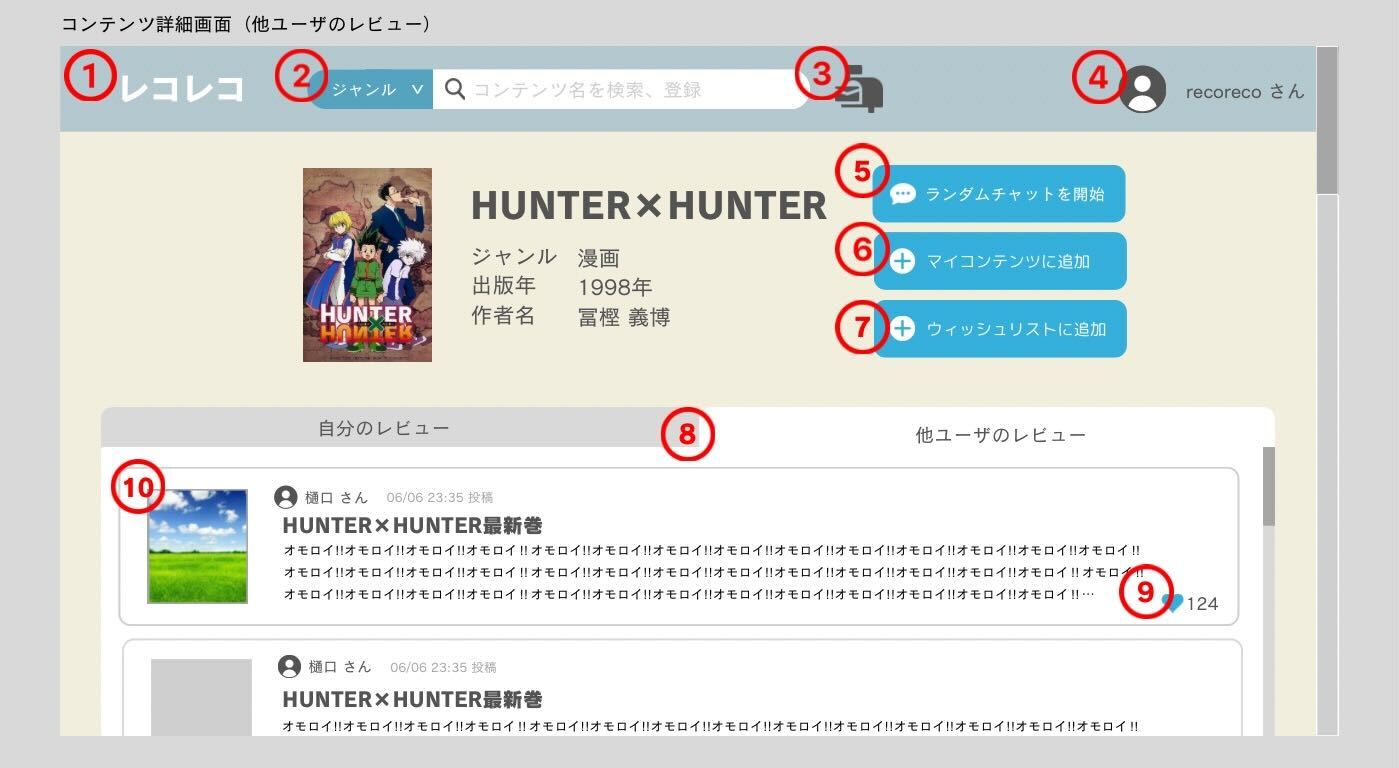 コンテンツ詳細画面（他ユーザのレビュー）
1 レコレコ
2 ジャンル コンテンツ名を検索、登録
3
4 recoreco さん
HUNTER×HUNTER
ジャンル 漫画
出版年 1998年
作者名 冨樫 義博
HUNTER×HUNTER
5 ランダムチャットを開始
6 マイコンテンツに追加
7 ウィッシュリストに追加
自分のレビュー
8
他ユーザのレビュー
10
樋口 さん 06/06 23:35 投稿
HUNTER×HUNTER最新巻
オモロイ!!オモロイ!!オモロイ!!オモロイ!!オモロイ!!オモロイ!!オモロイ!!オモロイ!!オモロイ!!オモロイ!!オモロイ!!オモロイ!!オモロイ!!オモロイ!!
オモロイ!!オモロイ!!オモロイ!!オモロイ!!オモロイ!!オモロイ!!オモロイ!!オモロイ!!オモロイ!!オモロイ!!オモロイ!!オモロイ!!オモロイ!!オモロイ!!
オモロイ!!オモロイ!!オモロイ!!オモロイ!!オモロイ!!オモロイ!!オモロイ!!オモロイ!!オモロイ!!オモロイ!!オモロイ!!オモロイ!!オモロイ!!…
9 124
樋口 さん 06/06 23:35 投稿
HUNTER×HUNTER最新巻
オモロイ!!オモロイ!!オモロイ!!オモロイ!!オモロイ!!オモロイ!!オモロイ!!オモロイ!!オモロイ!!オモロイ!!オモロイ!!オモロイ!!オモロイ!!オモロイ!!